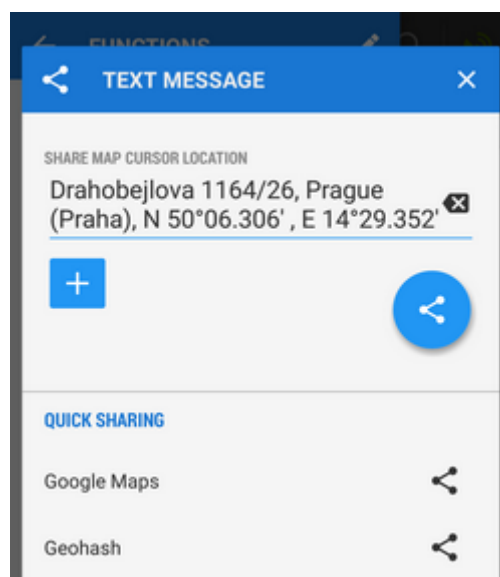 FUNCTIONS
TEXT MESSAGE
SHARE MAP CURSOR LOCATION
Drahobejlova 1164/26, Prague
(Praha), N 50°06.306' , E 14°29.352'
QUICK SHARING
Google Maps
Geohash